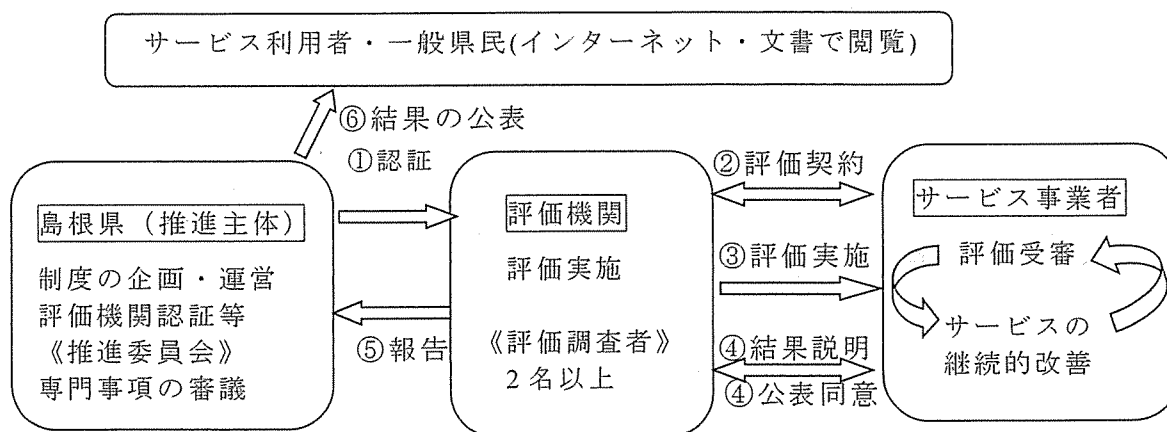 サービス利用者・一般県民(インターネット・文書で閲覧)
⑥結果の公表
①認証
島根県（推進主体）
制度の企画・運営
評価機関認証等
《推進委員会》
専門事項の審議
⑤報告
評価機関
評価実施
《評価調査者》
2名以上
②評価契約
③評価実施
④結果説明
④公表同意
サービス事業者
評価受審
サービスの
継続的改善